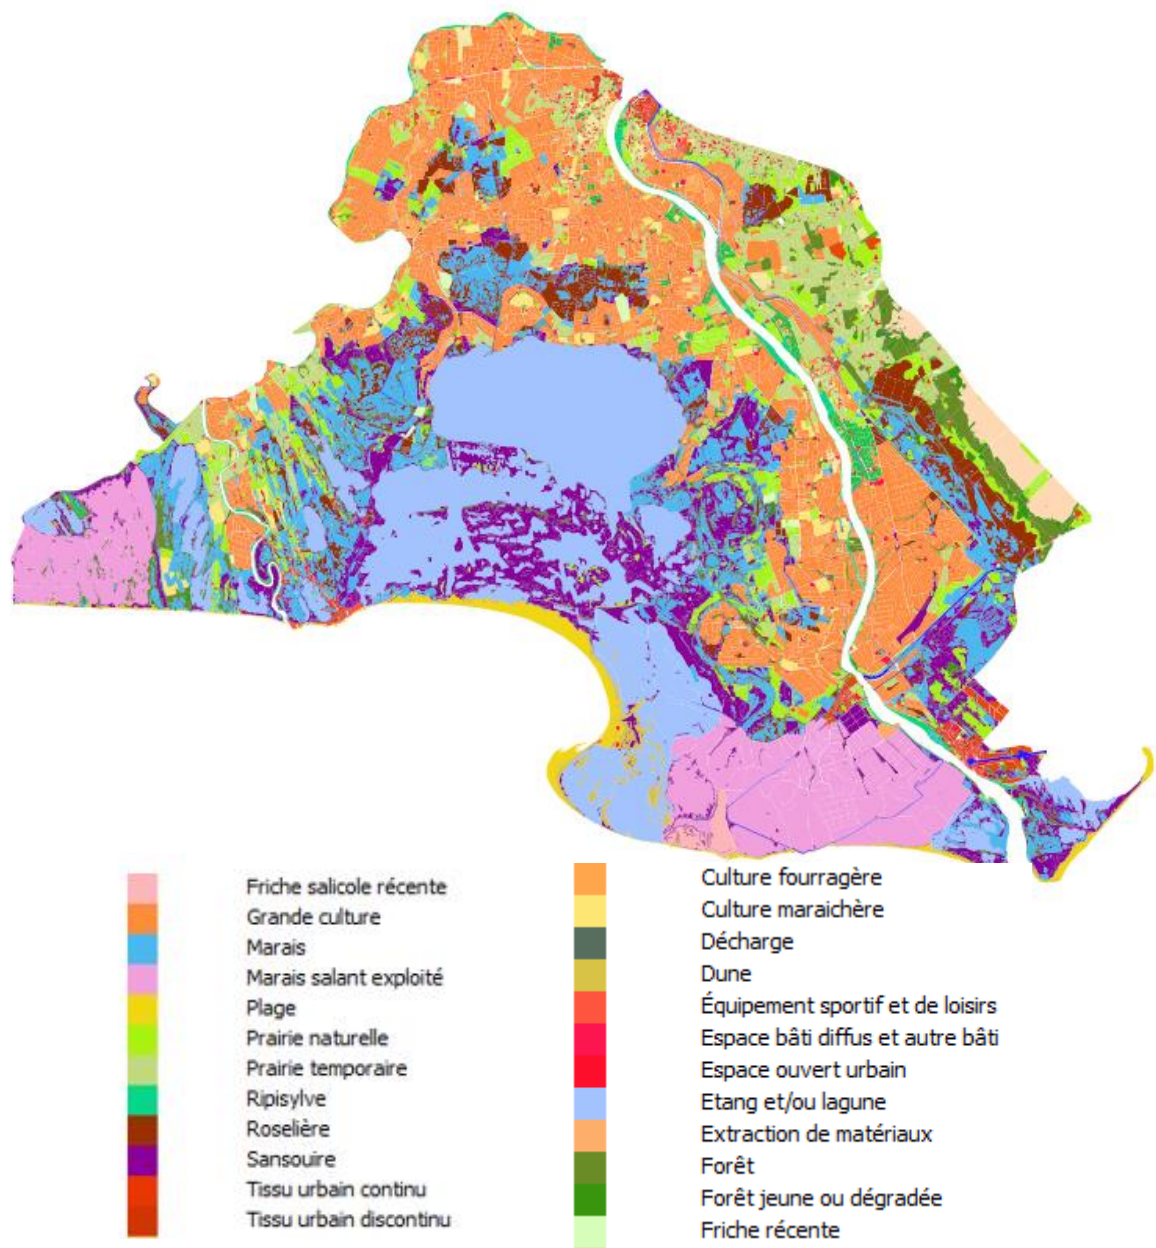 Friche salicole récente
Grande culture
Marais
Marais salant exploité
Plage
Prairie naturelle
Prairie temporaire
Ripisylve
Roselière
Sansouire
Tissu urbain continu
Tissu urbain discontinu
Culture fourragère
Culture maraichère
Décharge
Dune
Équipement sportif et de loisirs
Espace bâti diffus et autre bâti
Espace ouvert urbain
Etang et/ou lagune
Extraction de matériaux
Forêt
Forêt jeune ou dégradée
Friche récente